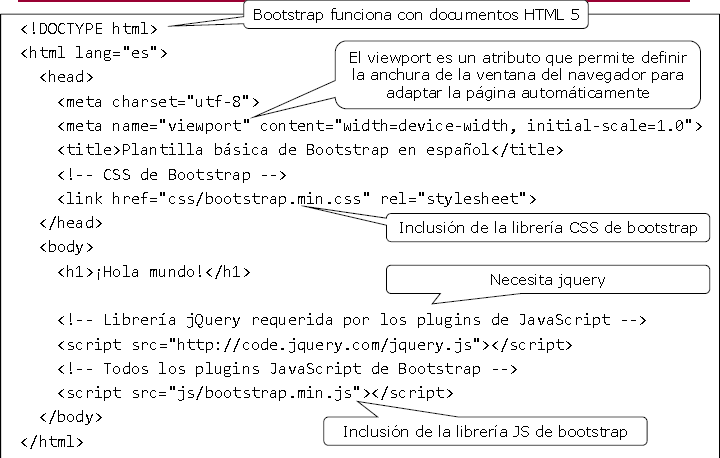 Bootstrap funciona con documentos HTML 5
<!DOCTYPE html>
<html lang="es">
El viewport es un atributo que permite definir
la anchura de la ventana del navegador para
adaptar la página automáticamente
<head>
<meta charset="utf-8">
<meta name="viewport" content="width=device-width, initial-scale=1.0">
<title>Plantilla básica de Bootstrap en español</title>
<!-- CSS de Bootstrap -->
<link href="css/bootstrap.min.css" rel="stylesheet">
Inclusión de la librería CSS de bootstrap
</head>
<body>
<h1>¡Hola mundo!</h1>
Necesita jquery
<!-- Librería jQuery requerida por los plugins de JavaScript -->
<script src="http://code.jquery.com/jquery.js"></script>
<!-- Todos los plugins JavaScript de Bootstrap -->
<script src="js/bootstrap.min.js"></script>
</body>
Inclusión de la librería JS de bootstrap
</html>